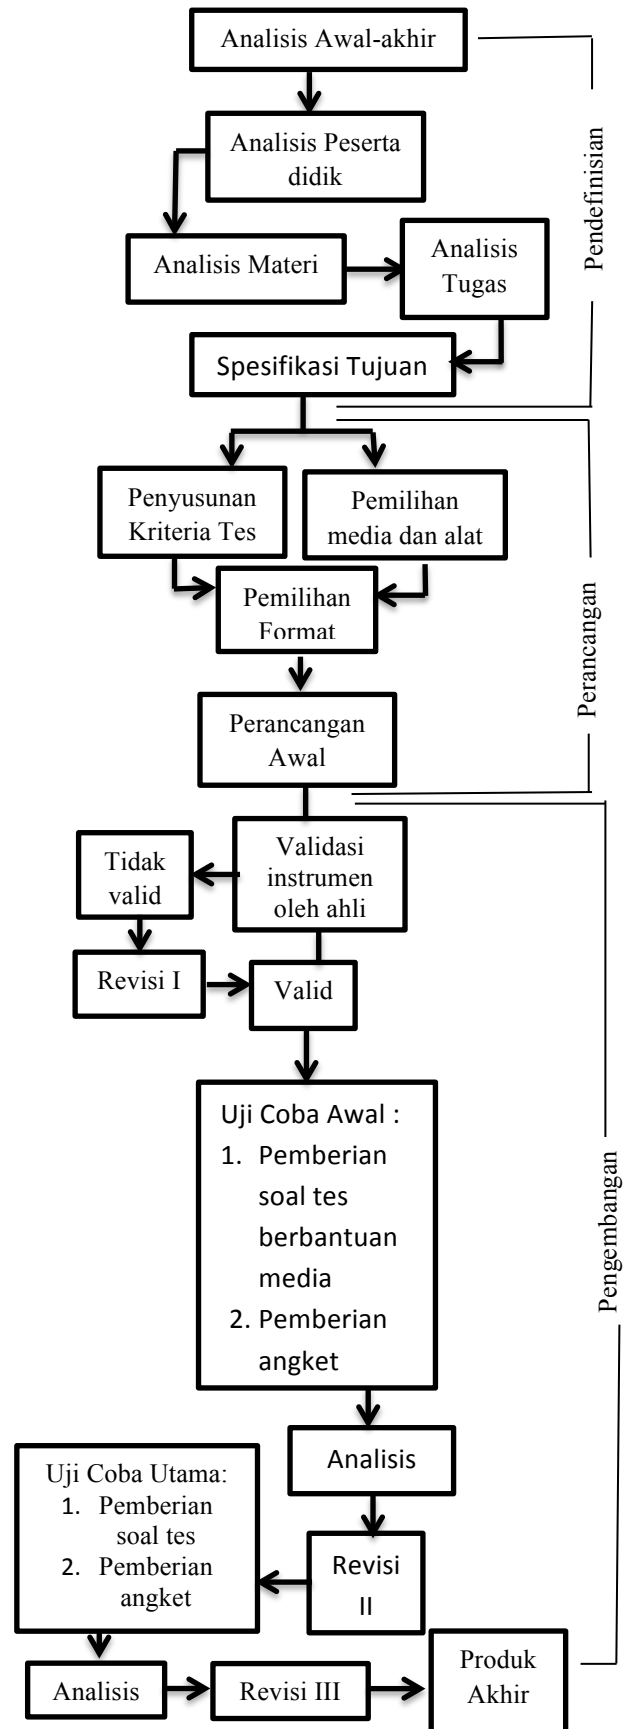 Analisis Awal-akhir
Analisis Peserta
didik
Analisis Materi
Analisis
Tugas
Spesifikasi Tujuan
Pendefinisian
Penyusunan
Kriteria Tes
Pemilihan
media dan alat
Pemilihan
Format
Perancangan
Awal
Perancangan
Validasi
instrumen
oleh ahli
Tidak
valid
Revisi I
Valid
Uji Coba Awal :
1. Pemberian
soal tes
berbantuan
media
2. Pemberian
angket
Pengembangan
Analisis
Revisi
II
Uji Coba Utama:
1. Pemberian
soal tes
2. Pemberian
angket
Analisis
Revisi III
Produk
Akhir